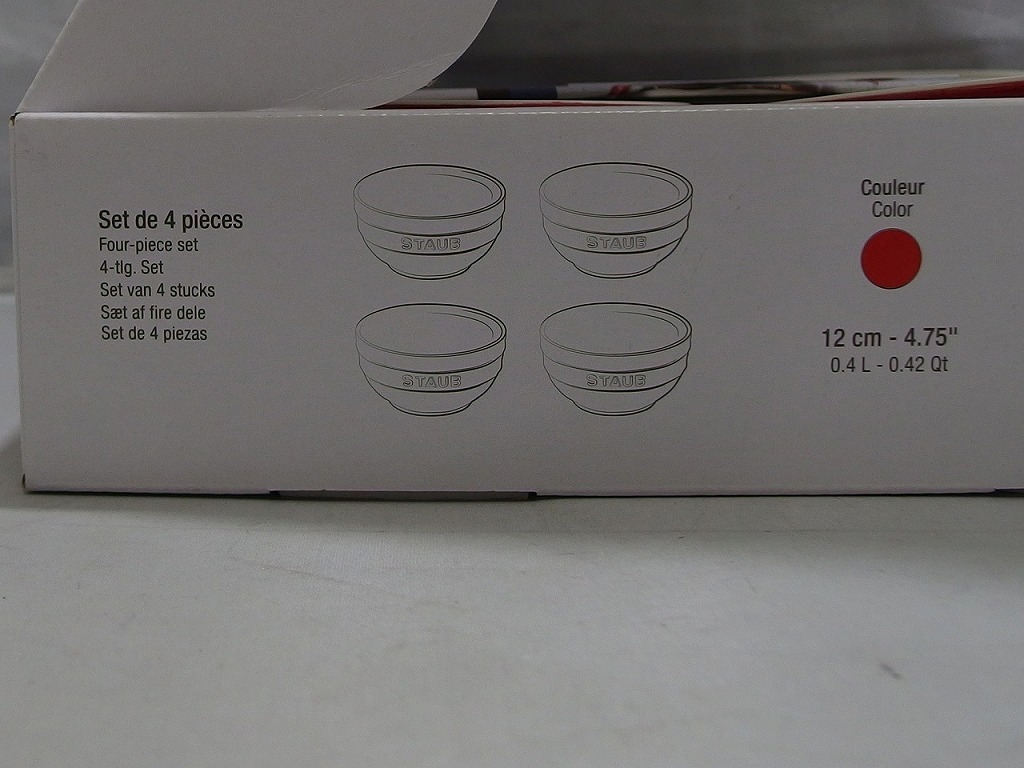 Set de 4 pièces
Four-piece set
4-tlg. Set
Set van 4 stucks
Sæt af fire dele
Set de 4 piezas
STAUB
STAUB
STAUB
STAUB
Couleur
Color
12 cm - 4.75"
0.4 L - 0.42 Qt